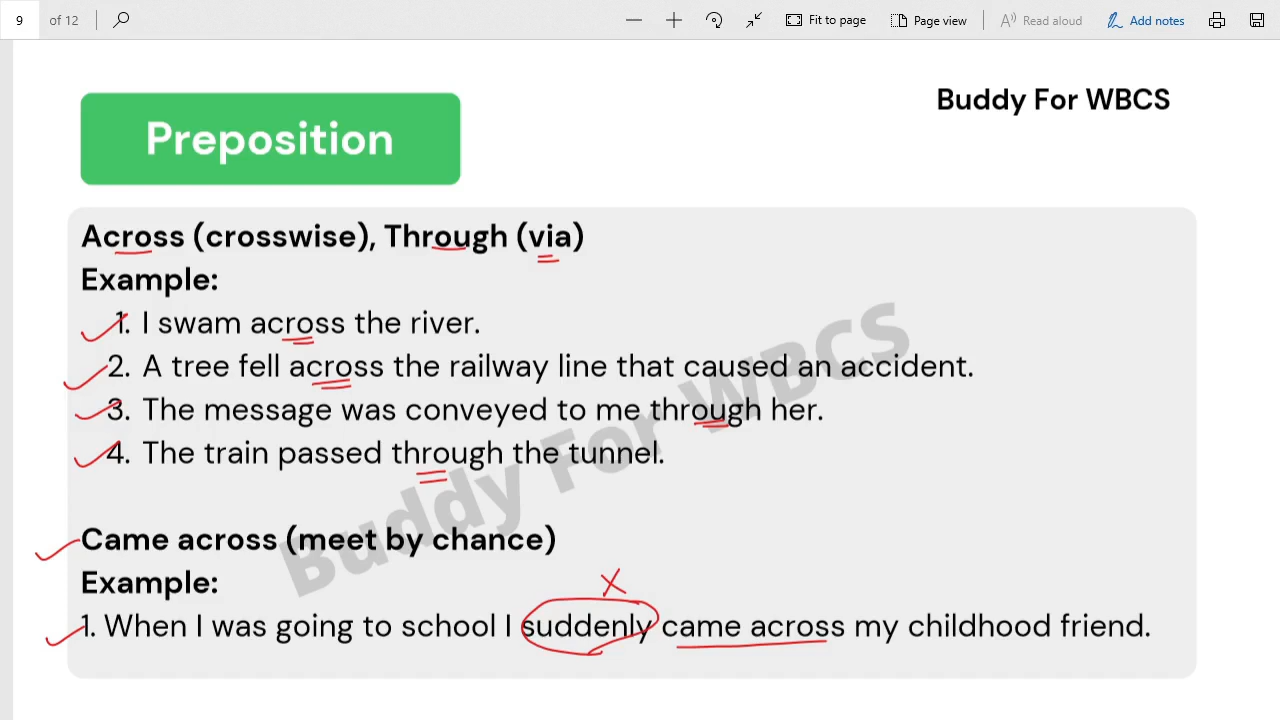 9 of 12 Fit to page Page view Read aloud Add notes
Buddy For WBCS
Preposition
Across (crosswise), Through (via)
Example:
1. I swam across the river.
2. A tree fell across the railway line that caused an accident.
3. The message was conveyed to me through her.
4. The train passed through the tunnel.
Came across (meet by chance)
Example:
1. When I was going to school I suddenly came across my childhood friend.
Buddy For WBCS